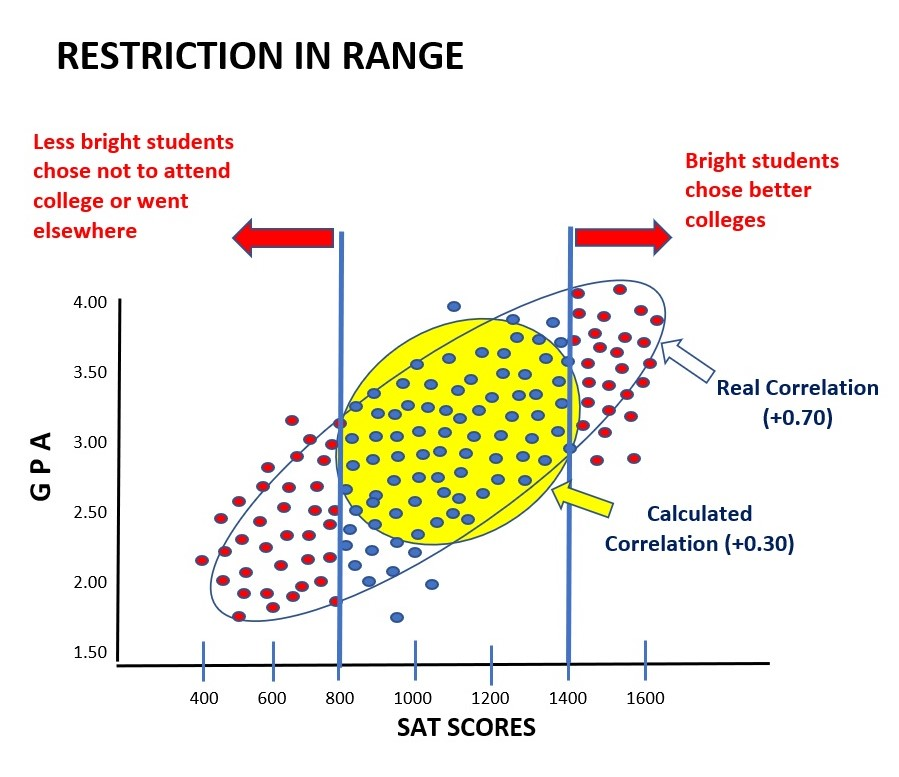 RESTRICTION IN RANGE
Less bright students
chose not to attend
college or went
elsewhere
Bright students
chose better
colleges
4.00
3.50
3.00
2.50
2.00
1.50
GPA
Real Correlation
(+0.70)
Calculated
Correlation (+0.30)
400
600
800
1000
1200
1400
1600
SAT SCORES